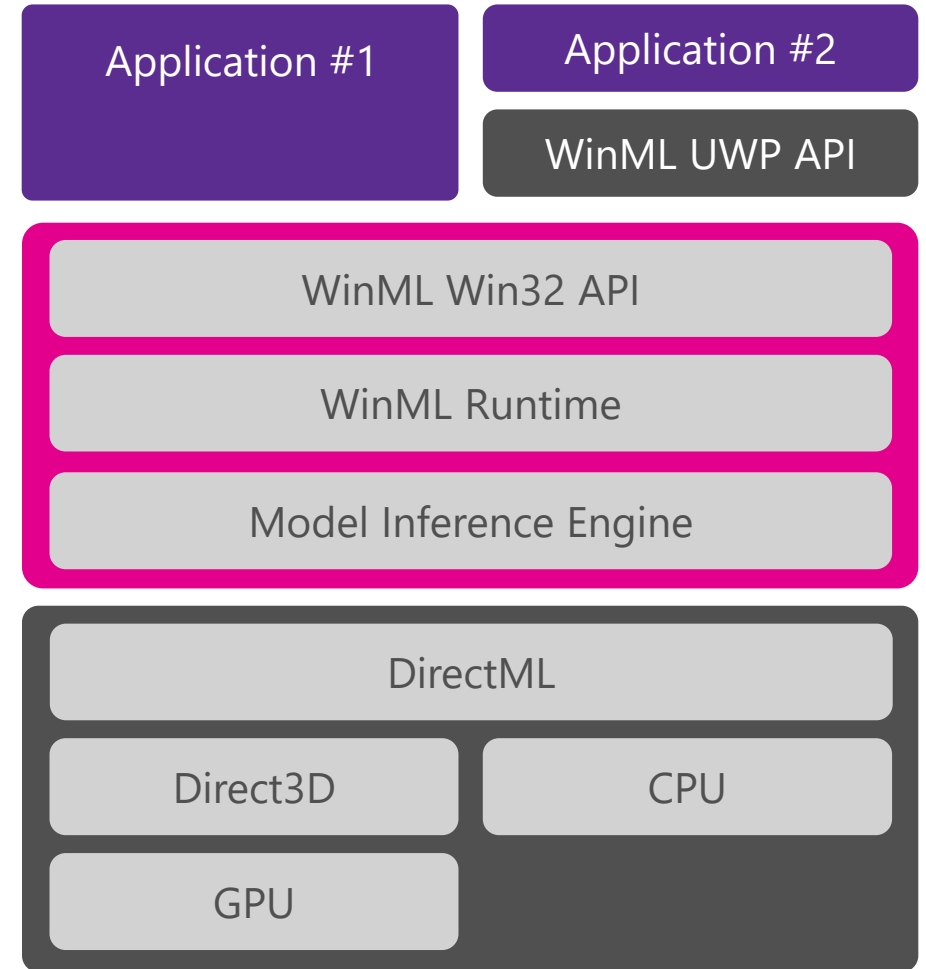 Application #1
Application #2
WinML UWP API
WinML Win32 API
WinML Runtime
Model Inference Engine
DirectML
Direct3D
CPU
GPU